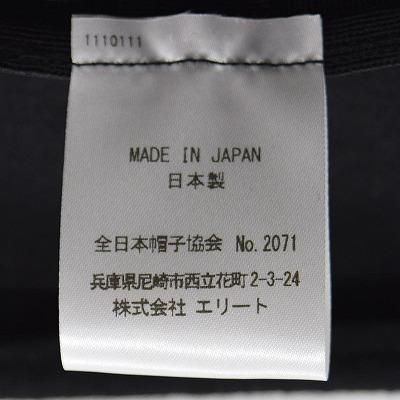 1110111
MADE IN JAPAN
日本製
全日本帽子協会 No.2071
兵庫県尼崎市西立花町2-3-24
株式会社 エリート